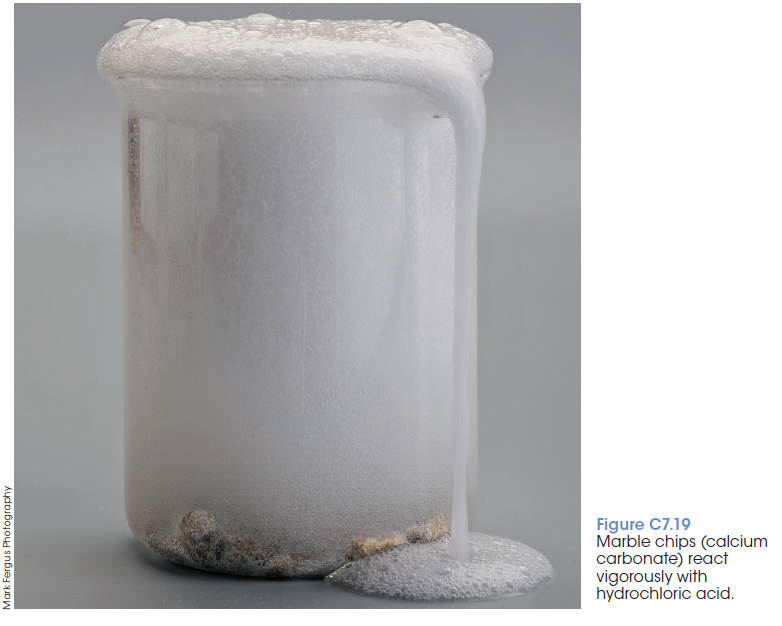 Mark Fergus Photography
Figure C7.19
Marble chips (calcium
carbonate) react
vigorously with
hydrochloric acid.